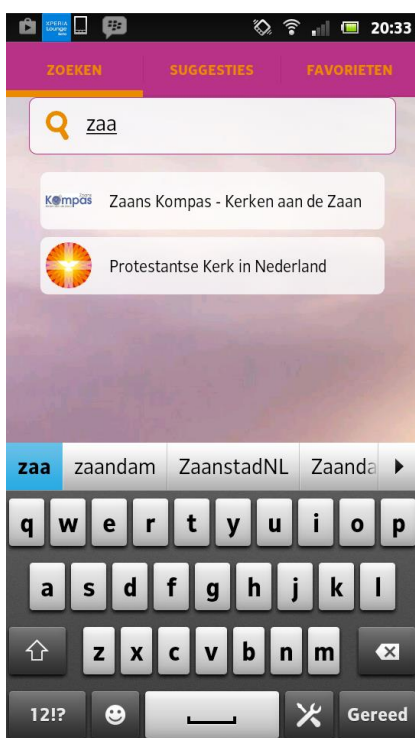 XPERIA
Lounge
20:33
ZOEKEN SUGGESTIES FAVORIETEN
zaa
Kompas Zaans Kompas - Kerken aan de Zaan
Protestantse Kerk in Nederland
zaa zaandam ZaanstadNL Zaanda
q w e r t y u i o p
a s d f g h j k l
z x c v b n m
12!? Gereed